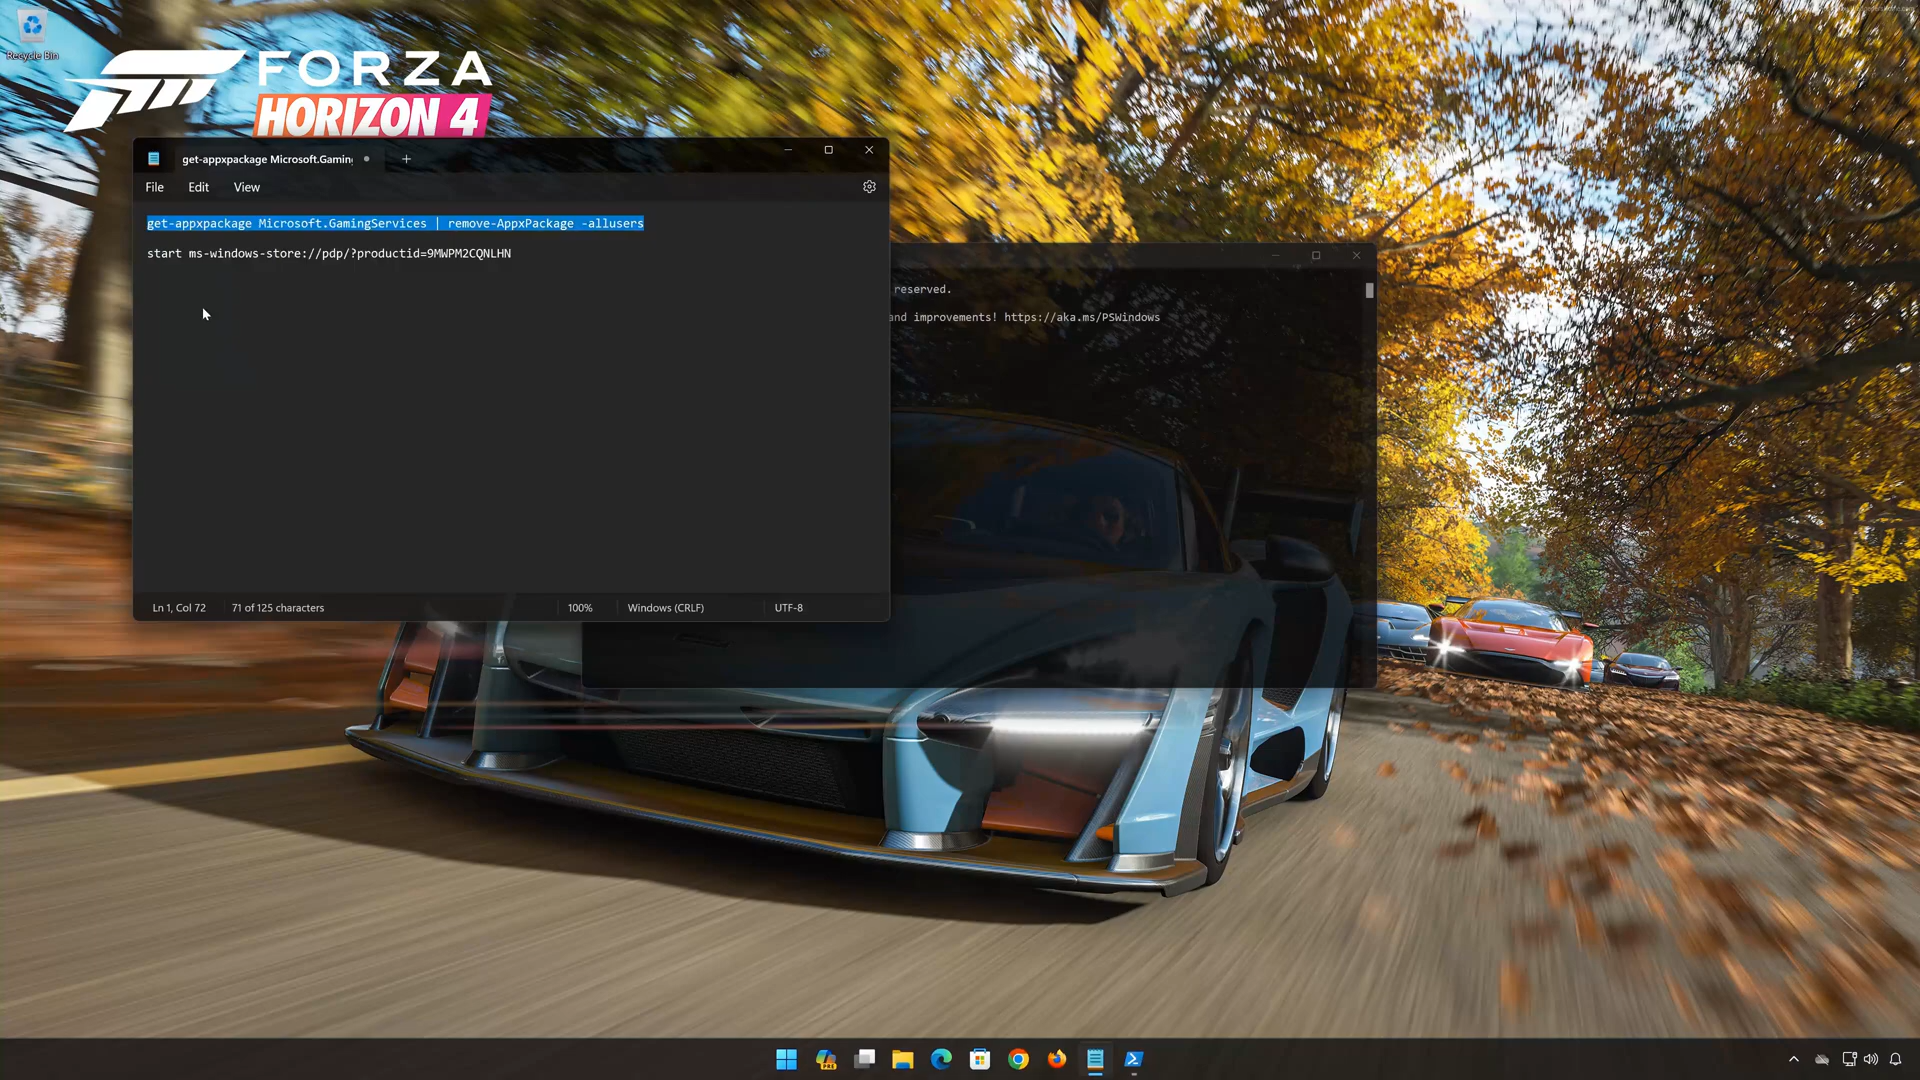 Recycle Bin
FORZA
HORIZON 4
get-appxpackage Microsoft.Gaming
File Edit View
get-appxpackage Microsoft.GamingServices | remove-AppxPackage -allusers
start ms-windows-store://pdp/?productid=9MWPM2CQNLHN
reserved.
and improvements! https://aka.ms/PSWindows
Ln 1, Col 72 71 of 125 characters 100% Windows (CRLF) UTF-8
PRE